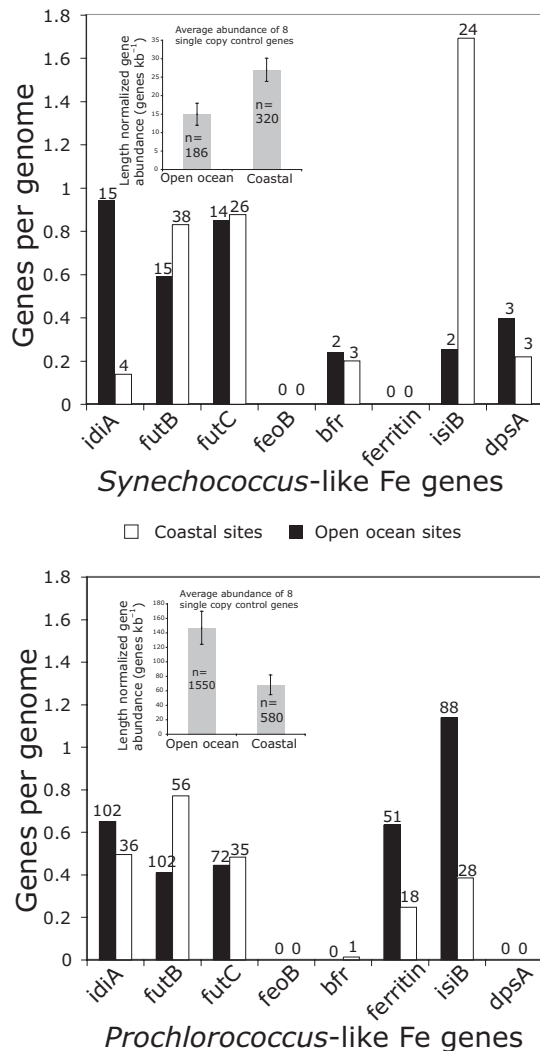 Average abundance of 8
single copy control genes
Length normalized gene
abundance (genes kb⁻¹)
35
30
25
20
15
10
5
0
n=
186
n=
320
Open ocean Coastal
Genes per genome
1.8
1.6
1.4
1.2
1
0.8
0.6
0.4
0.2
0
15 4 15 38 14 26 0 0 2 3 0 0 2 24 3 3
idiA futB futC feoB bfr ferritin isiB dpsA
Synechococcus-like Fe genes
Coastal sites Open ocean sites
Average abundance of 8
single copy control genes
Length normalized gene
abundance (genes kb⁻¹)
180
160
140
120
100
80
60
40
20
0
n=
1550
n=
580
Open ocean Coastal
Genes per genome
1.8
1.6
1.4
1.2
1
0.8
0.6
0.4
0.2
0
102 36 102 56 72 35 0 0 0 1 51 18 88 28 0 0
idiA futB futC feoB bfr ferritin isiB dpsA
Prochlorococcus-like Fe genes